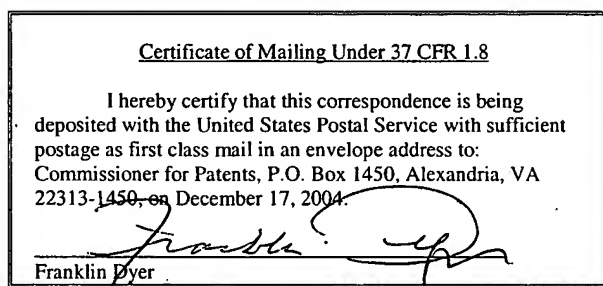 Certificate of Mailing Under 37 CFR 1.8
I hereby certify that this correspondence is being
deposited with the United States Postal Service with sufficient
postage as first class mail in an envelope address to:
Commissioner for Patents, P.O. Box 1450, Alexandria, VA
22313-1450, on December 17, 2004.
Franklin Dyer
Franklin Dyer